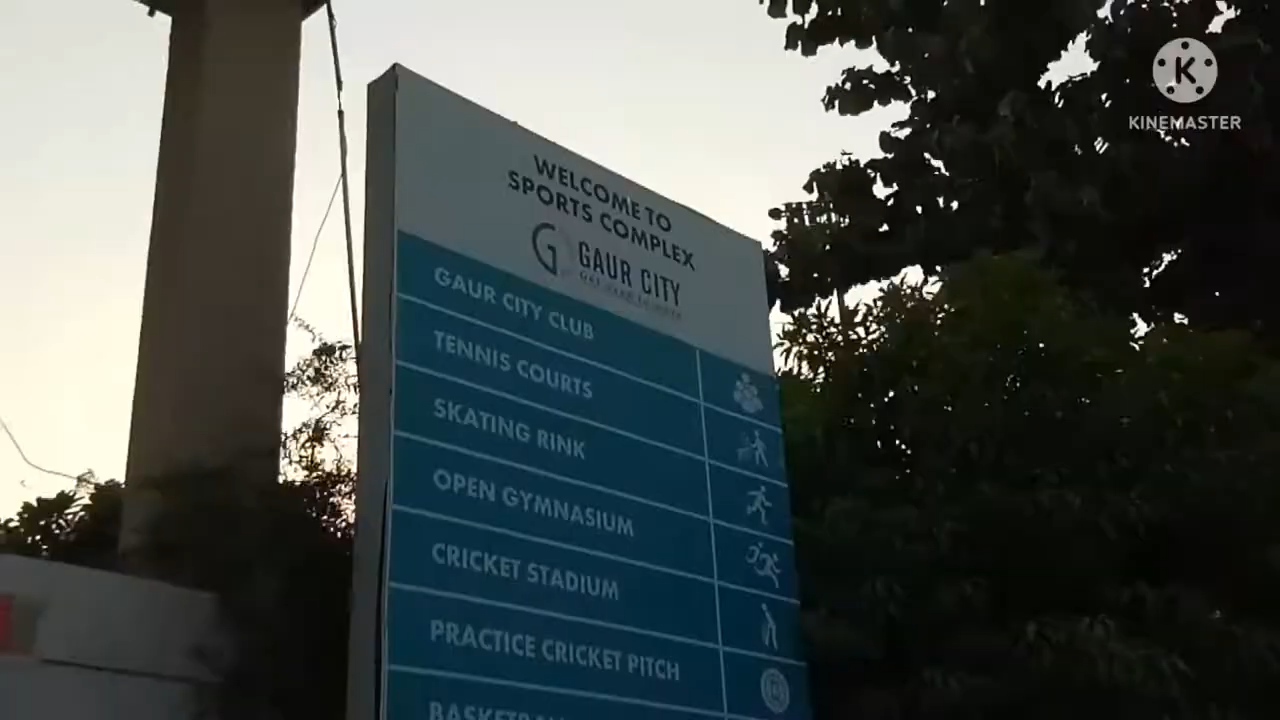 K
KINEMASTER
WELCOME TO
SPORTS COMPLEX
G GAUR CITY
GAUR CITY CLUB
TENNIS COURTS
SKATING RINK
OPEN GYMNASIUM
CRICKET STADIUM
PRACTICE CRICKET PITCH